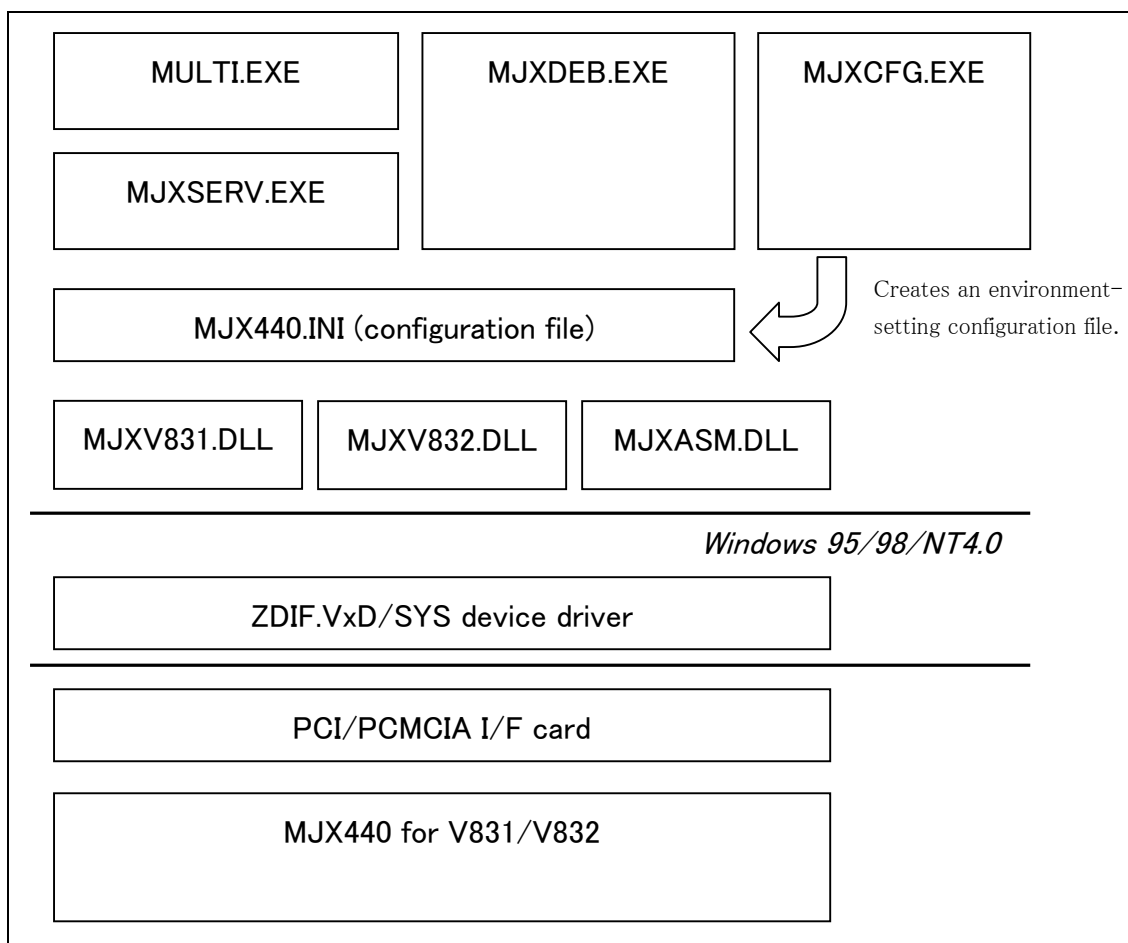 MULTI.EXE
MJXDEB.EXE
MJXCFG.EXE
MJXSERV.EXE
MJX440.INI (configuration file)
Creates an environment-
setting configuration file.
MJXV831.DLL
MJXV832.DLL
MJXASM.DLL
Windows 95/98/NT4.0
ZDIF.VxD/SYS device driver
PCI/PCMCIA I/F card
MJX440 for V831/V832